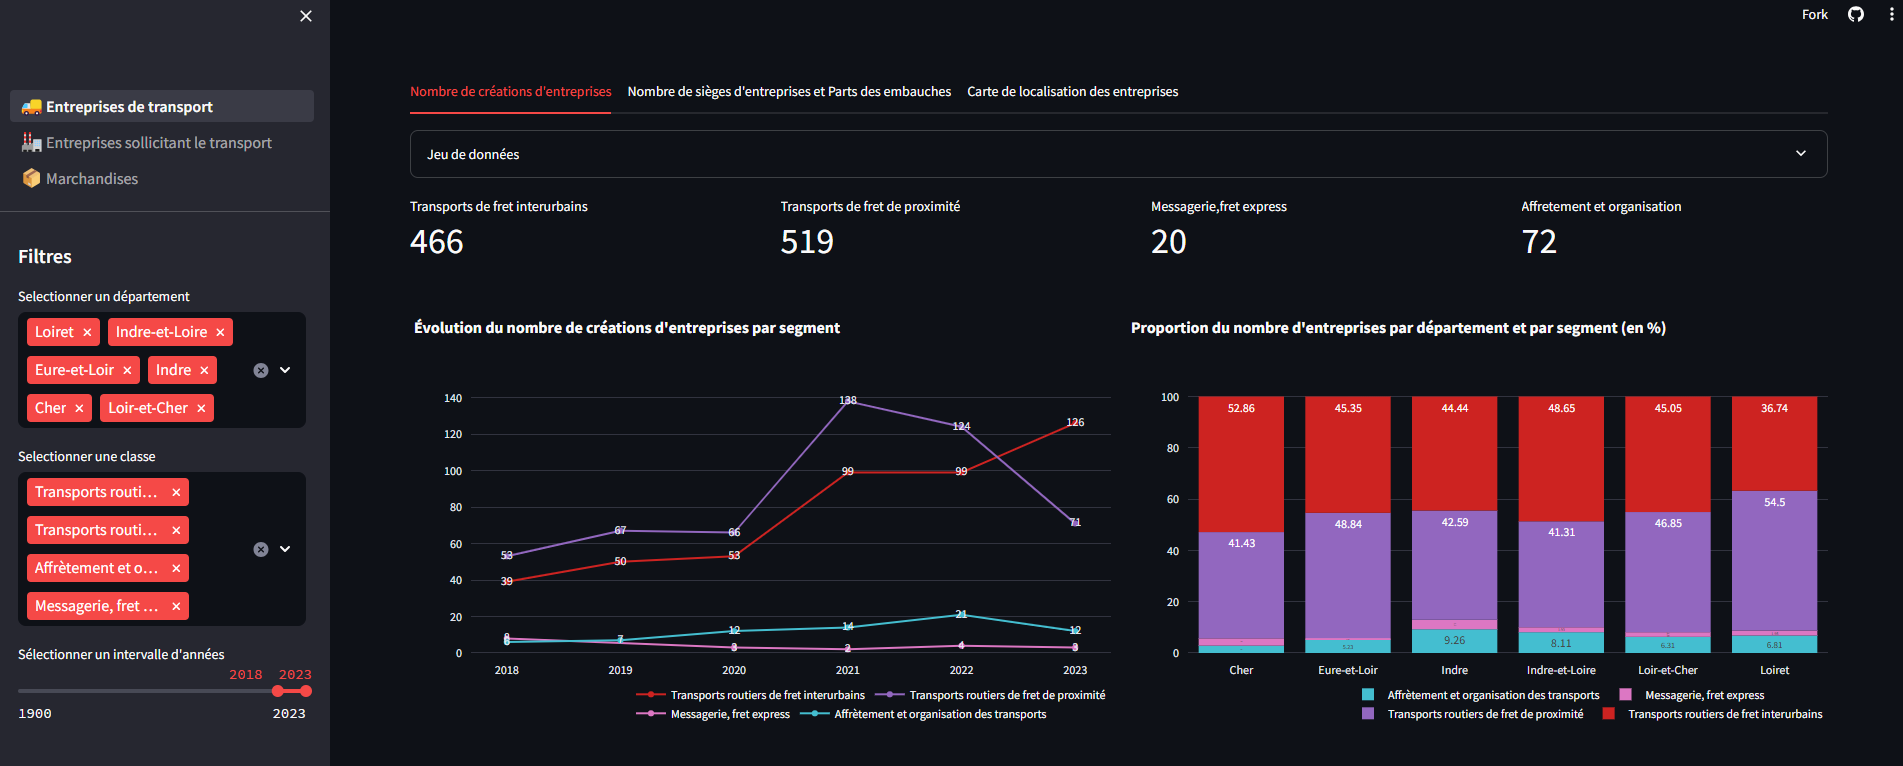 Fork
Entreprises de transport
Entreprises sollicitant le transport
Marchandises
Filtres
Selectionner un département
Loiret
Indre-et-Loire
Eure-et-Loir
Indre
Cher
Loir-et-Cher
Selectionner une classe
Transports routi...
Transports routi...
Affrètement et o...
Messagerie, fret ...
Sélectionner un intervalle d'années
2018 2023
1900 2023
Nombre de créations d'entreprises
Nombre de sièges d'entreprises et Parts des embauches
Carte de localisation des entreprises
Jeu de données
Transports de fret interurbains
466
Transports de fret de proximité
519
Messagerie,fret express
20
Affretement et organisation
72
Évolution du nombre de créations d'entreprises par segment
140
120
100
80
60
40
20
0
53 67 66 138 124 71
39 50 53 99 99 126
6 7 12 14 21 12
8 3 2 4 3
2018 2019 2020 2021 2022 2023
Transports routiers de fret interurbains
Transports routiers de fret de proximité
Messagerie, fret express
Affrètement et organisation des transports
Proportion du nombre d'entreprises par département et par segment (en %)
100
80
60
40
20
0
52.86 45.35 44.44 48.65 45.05 36.74
41.43 48.84 42.59 41.31 46.85 54.5
9.26 8.11 6.31 6.81
Cher Eure-et-Loir Indre Indre-et-Loire Loir-et-Cher Loiret
Affrètement et organisation des transports
Messagerie, fret express
Transports routiers de fret de proximité
Transports routiers de fret interurbains